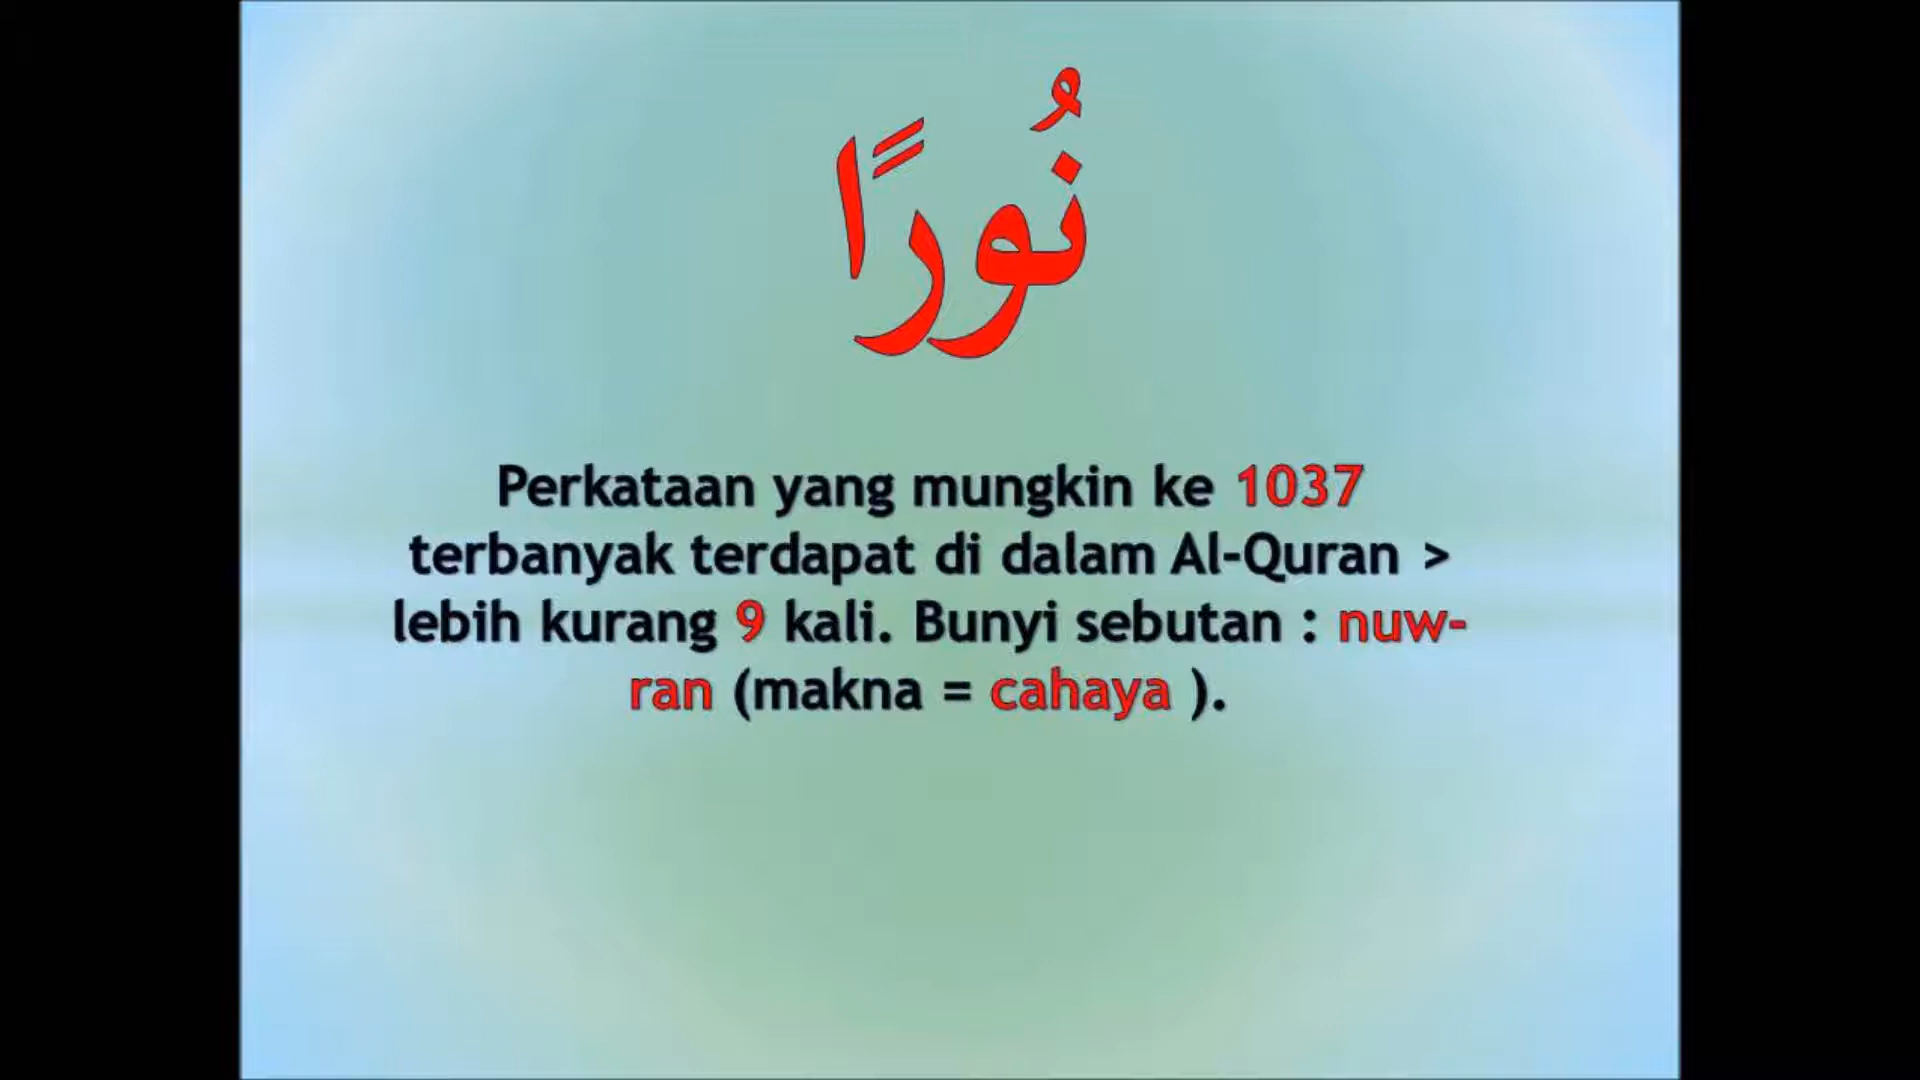 نُورًا
Perkataan yang mungkin ke 1037
terbanyak terdapat di dalam Al-Quran >
lebih kurang 9 kali. Bunyi sebutan : nuw-
ran (makna = cahaya ).